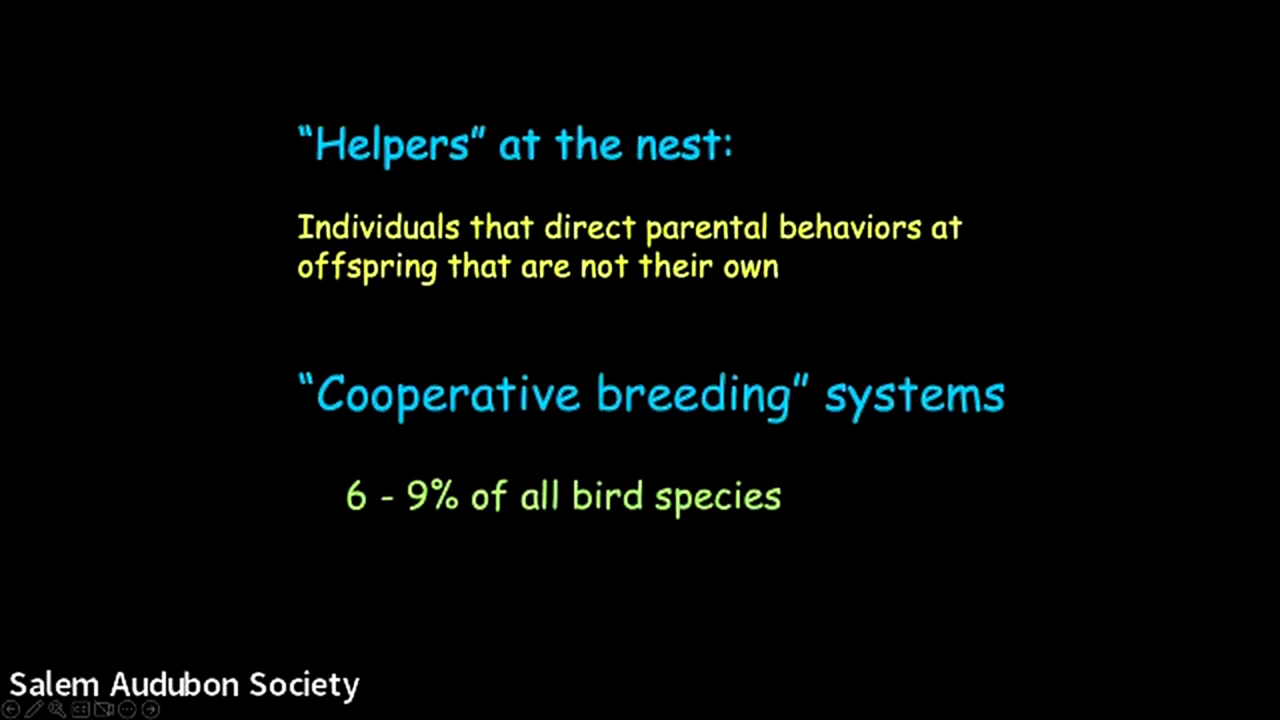 “Helpers” at the nest:
Individuals that direct parental behaviors at
offspring that are not their own
“Cooperative breeding” systems
6 - 9% of all bird species
Salem Audubon Society